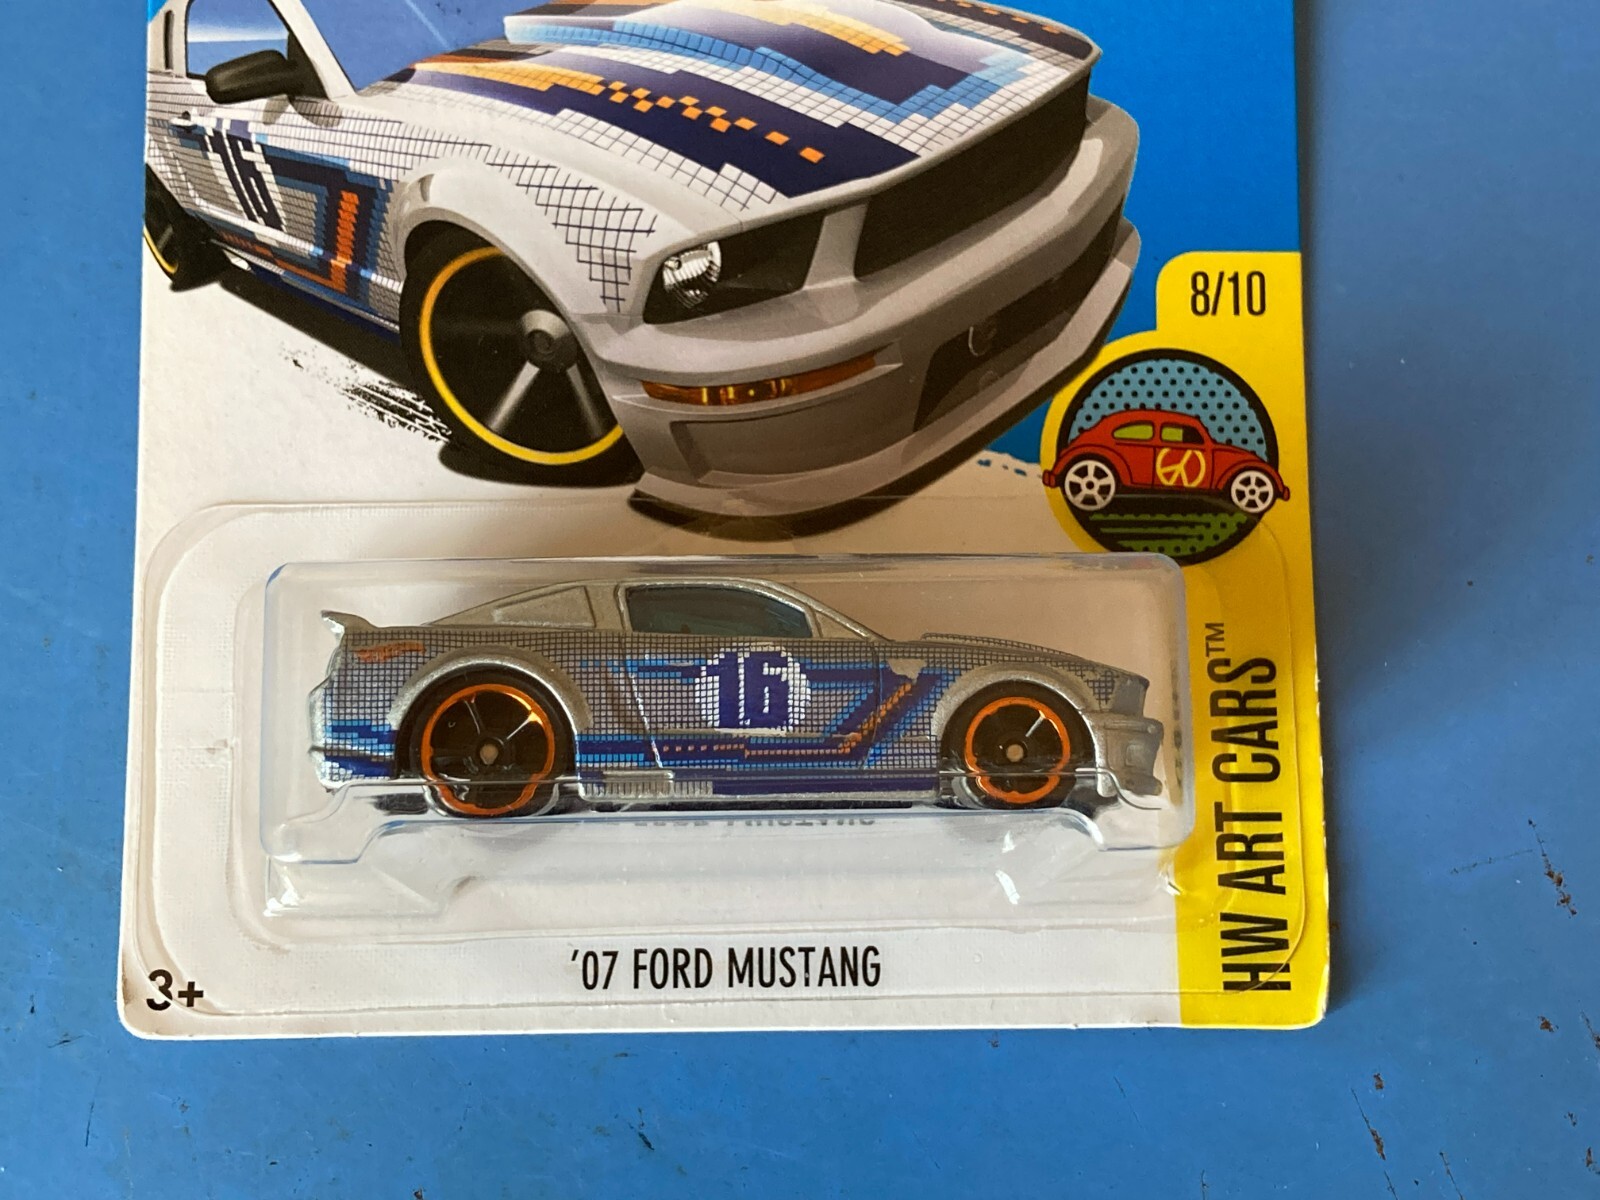 16
8/10
16
'07 FORD MUSTANG
3+
HW ART CARS™